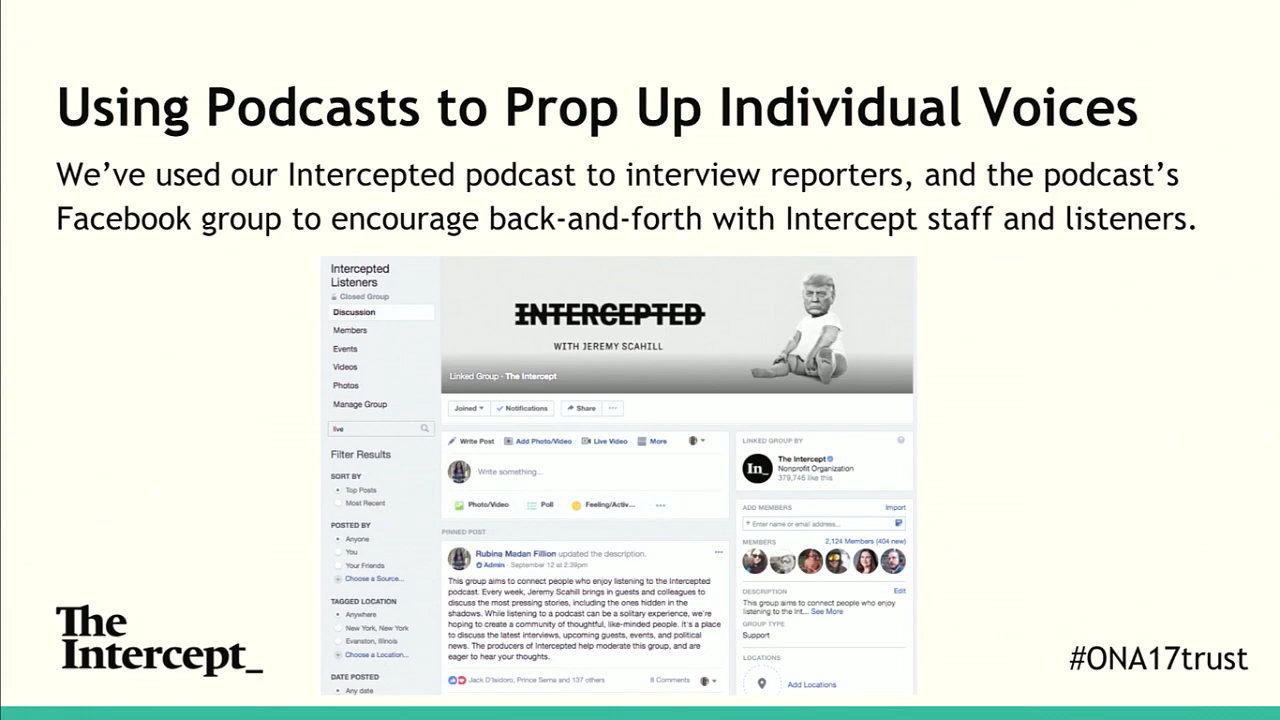 Using Podcasts to Prop Up Individual Voices
We've used our Intercepted podcast to interview reporters, and the podcast's
Facebook group to encourage back-and-forth with Intercept staff and listeners.
Intercepted
Listeners
Closed Group
Discussion
Members
Events
Videos
Photos
Manage Group
live
Filter Results
SORT BY
Top Posts
Most Recent
POSTED BY
Anyone
You
Your Friends
Choose a Source...
TAGGED LOCATION
Anywhere
New York, New York
Evanston, Illinois
Choose a Location...
DATE POSTED
Any date
INTERCEPTED
WITH JEREMY SCAHILL
Linked Group · The Intercept
Joined
Notifications
Share
Write Post
Add Photo/Video
Live Video
More
Write something...
Photo/Video
Poll
Feeling/Activ...
PINNED POST
Rubina Madan Fillion updated the description.
Admin · September 12 at 2:39pm
This group aims to connect people who enjoy listening to the Intercepted
podcast. Every week, Jeremy Scahill brings in guests and colleagues to
discuss the most pressing stories, including the ones hidden in the
shadows. While listening to a podcast can be a solitary experience, we're
hoping to create a community of thoughtful, like-minded people. It's a place
to discuss the latest interviews, upcoming guests, events, and political
news. The producers of Intercepted help moderate this group, and are
eager to hear your thoughts.
Jack D'Isidoro, Prince Serna and 137 others
8 Comments
LINKED GROUP BY
In_
The Intercept
Nonprofit Organization
379,746 like this
ADD MEMBERS
Import
+ Enter name or email address...
MEMBERS
2,124 Members (404 new)
DESCRIPTION
Edit
This group aims to connect people who enjoy
listening to the Int... See More
GROUP TYPE
Support
LOCATIONS
Add Locations
The
Intercept_
#ONA17trust